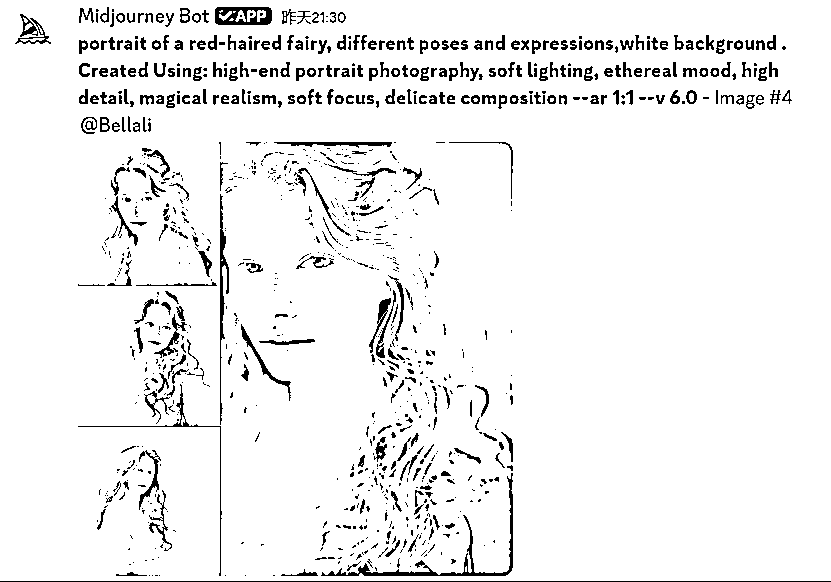 Midjourney Bot ✓APP 昨天21:30
portrait of a red-haired fairy, different poses and expressions,white background .
Created Using: high-end portrait photography, soft lighting, ethereal mood, high
detail, magical realism, soft focus, delicate composition --ar 1:1 --v 6.0 - Image #4
@Bellali